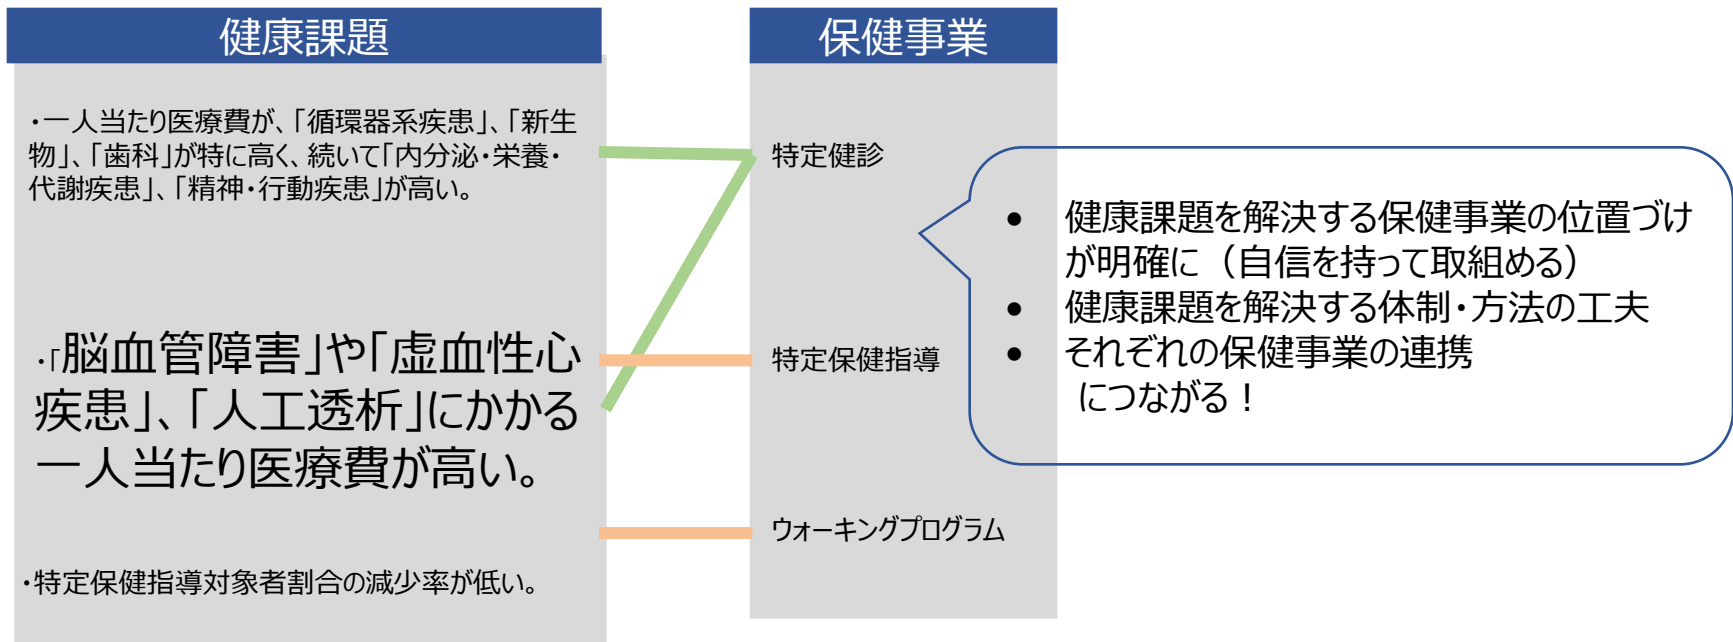 健康課題
・一人当たり医療費が、「循環器系疾患」、「新生
物」、「歯科」が特に高く、続いて「内分泌・栄養・
代謝疾患」、「精神・行動疾患」が高い。
・「脳血管障害」や「虚血性心
疾患」、「人工透析」にかかる
一人当たり医療費が高い。
・特定保健指導対象者割合の減少率が低い。
保健事業
特定健診
特定保健指導
ウォーキングプログラム
• 健康課題を解決する保健事業の位置づけ
が明確に（自信を持って取組める）
• 健康課題を解決する体制・方法の工夫
• それぞれの保健事業の連携
につながる！